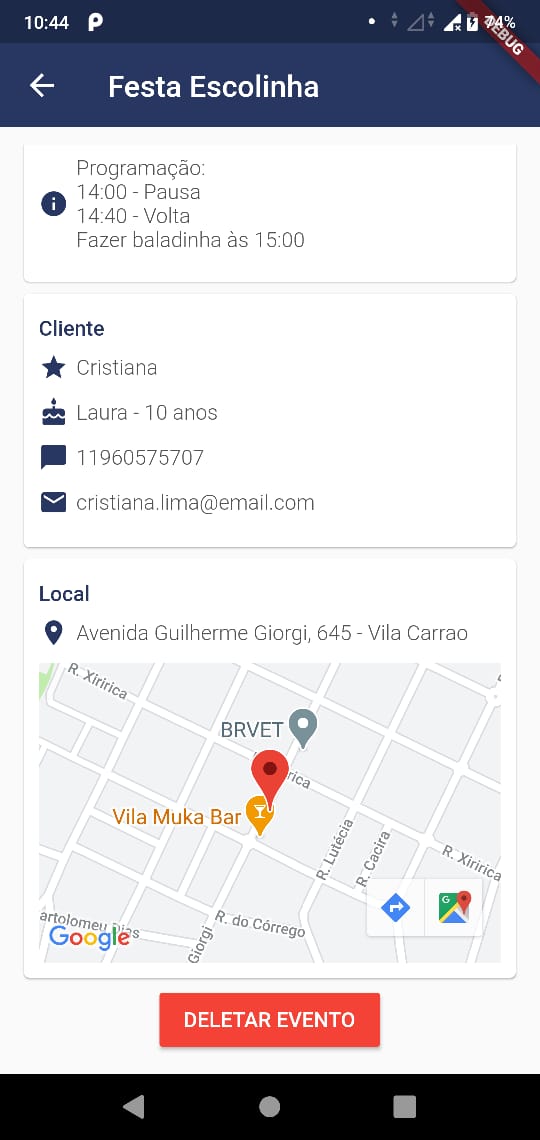 10:44
74%
DEBUG
Festa Escolinha
Programação:
14:00 - Pausa
14:40 - Volta
Fazer baladinha às 15:00
Cliente
Cristiana
Laura - 10 anos
11960575707
cristiana.lima@email.com
Local
Avenida Guilherme Giorgi, 645 - Vila Carrao
R. Xiririca
BRVET
rica
Vila Muka Bar
R. Lutécia
R. Cacira
R. Xiririca
artolomeu Dias
R. do Córrego
Giorgi
Google
DELETAR EVENTO